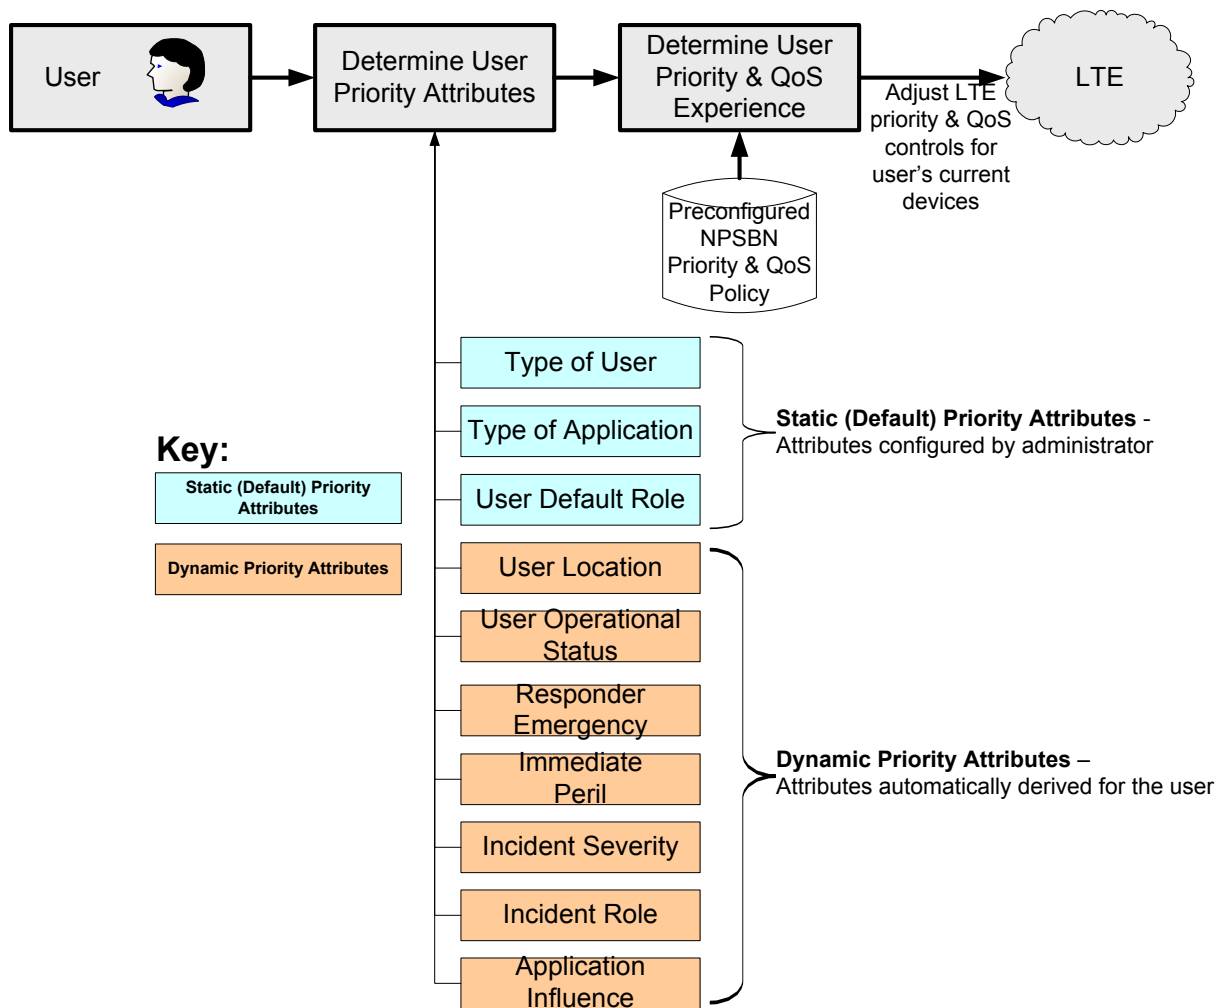 User
Determine User
Priority Attributes
Determine User
Priority & QoS
Experience
Adjust LTE
priority & QoS
controls for
user's current
devices
LTE
Preconfigured
NPSBN
Priority & QoS
Policy
Type of User
Type of Application
User Default Role
Static (Default) Priority Attributes -
Attributes configured by administrator
Key:
Static (Default) Priority
Attributes
Dynamic Priority Attributes
User Location
User Operational
Status
Responder
Emergency
Immediate
Peril
Incident Severity
Incident Role
Application
Influence
Dynamic Priority Attributes –
Attributes automatically derived for the user